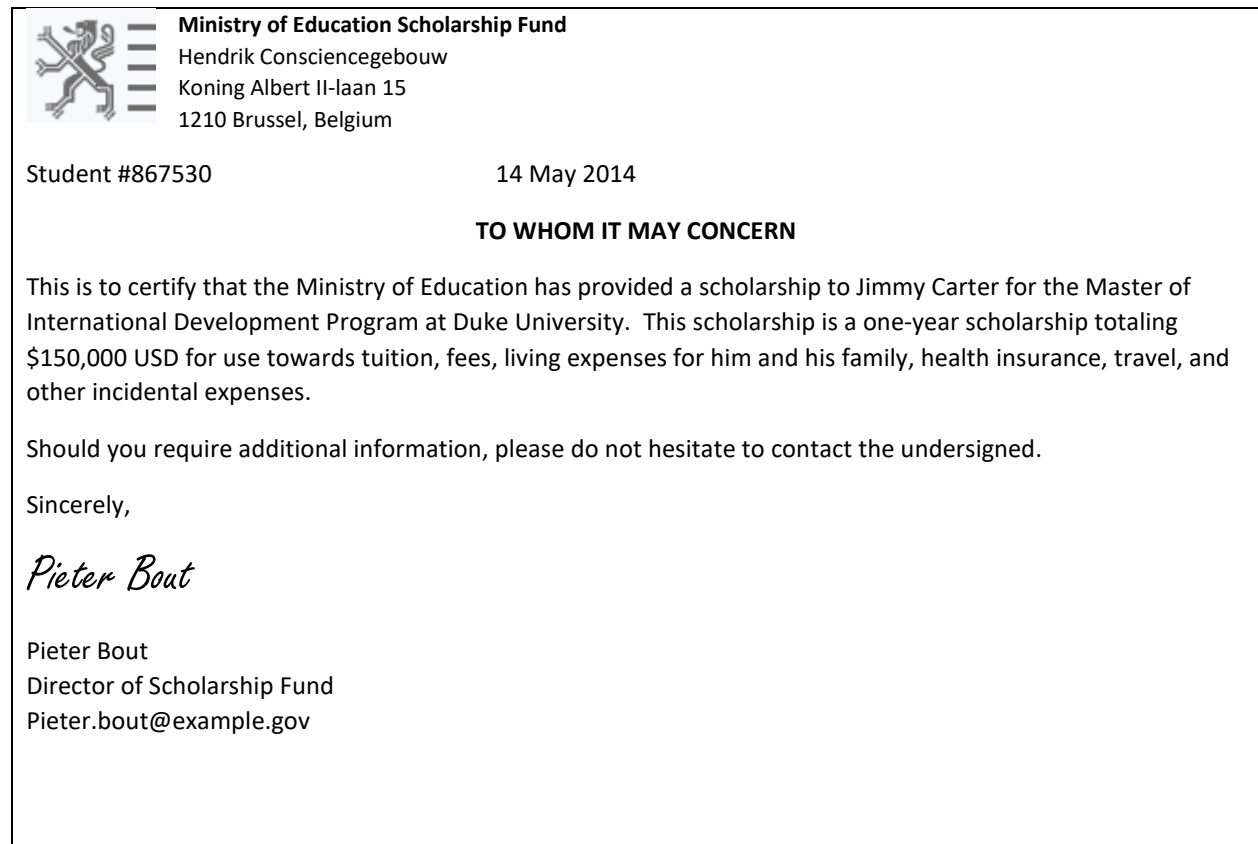 Ministry of Education Scholarship Fund
Hendrik Consciencegebouw
Koning Albert II-laan 15
1210 Brussel, Belgium
Student #867530 14 May 2014
TO WHOM IT MAY CONCERN
This is to certify that the Ministry of Education has provided a scholarship to Jimmy Carter for the Master of
International Development Program at Duke University. This scholarship is a one-year scholarship totaling
$150,000 USD for use towards tuition, fees, living expenses for him and his family, health insurance, travel, and
other incidental expenses.
Should you require additional information, please do not hesitate to contact the undersigned.
Sincerely,
Pieter Bout
Pieter Bout
Director of Scholarship Fund
Pieter.bout@example.gov